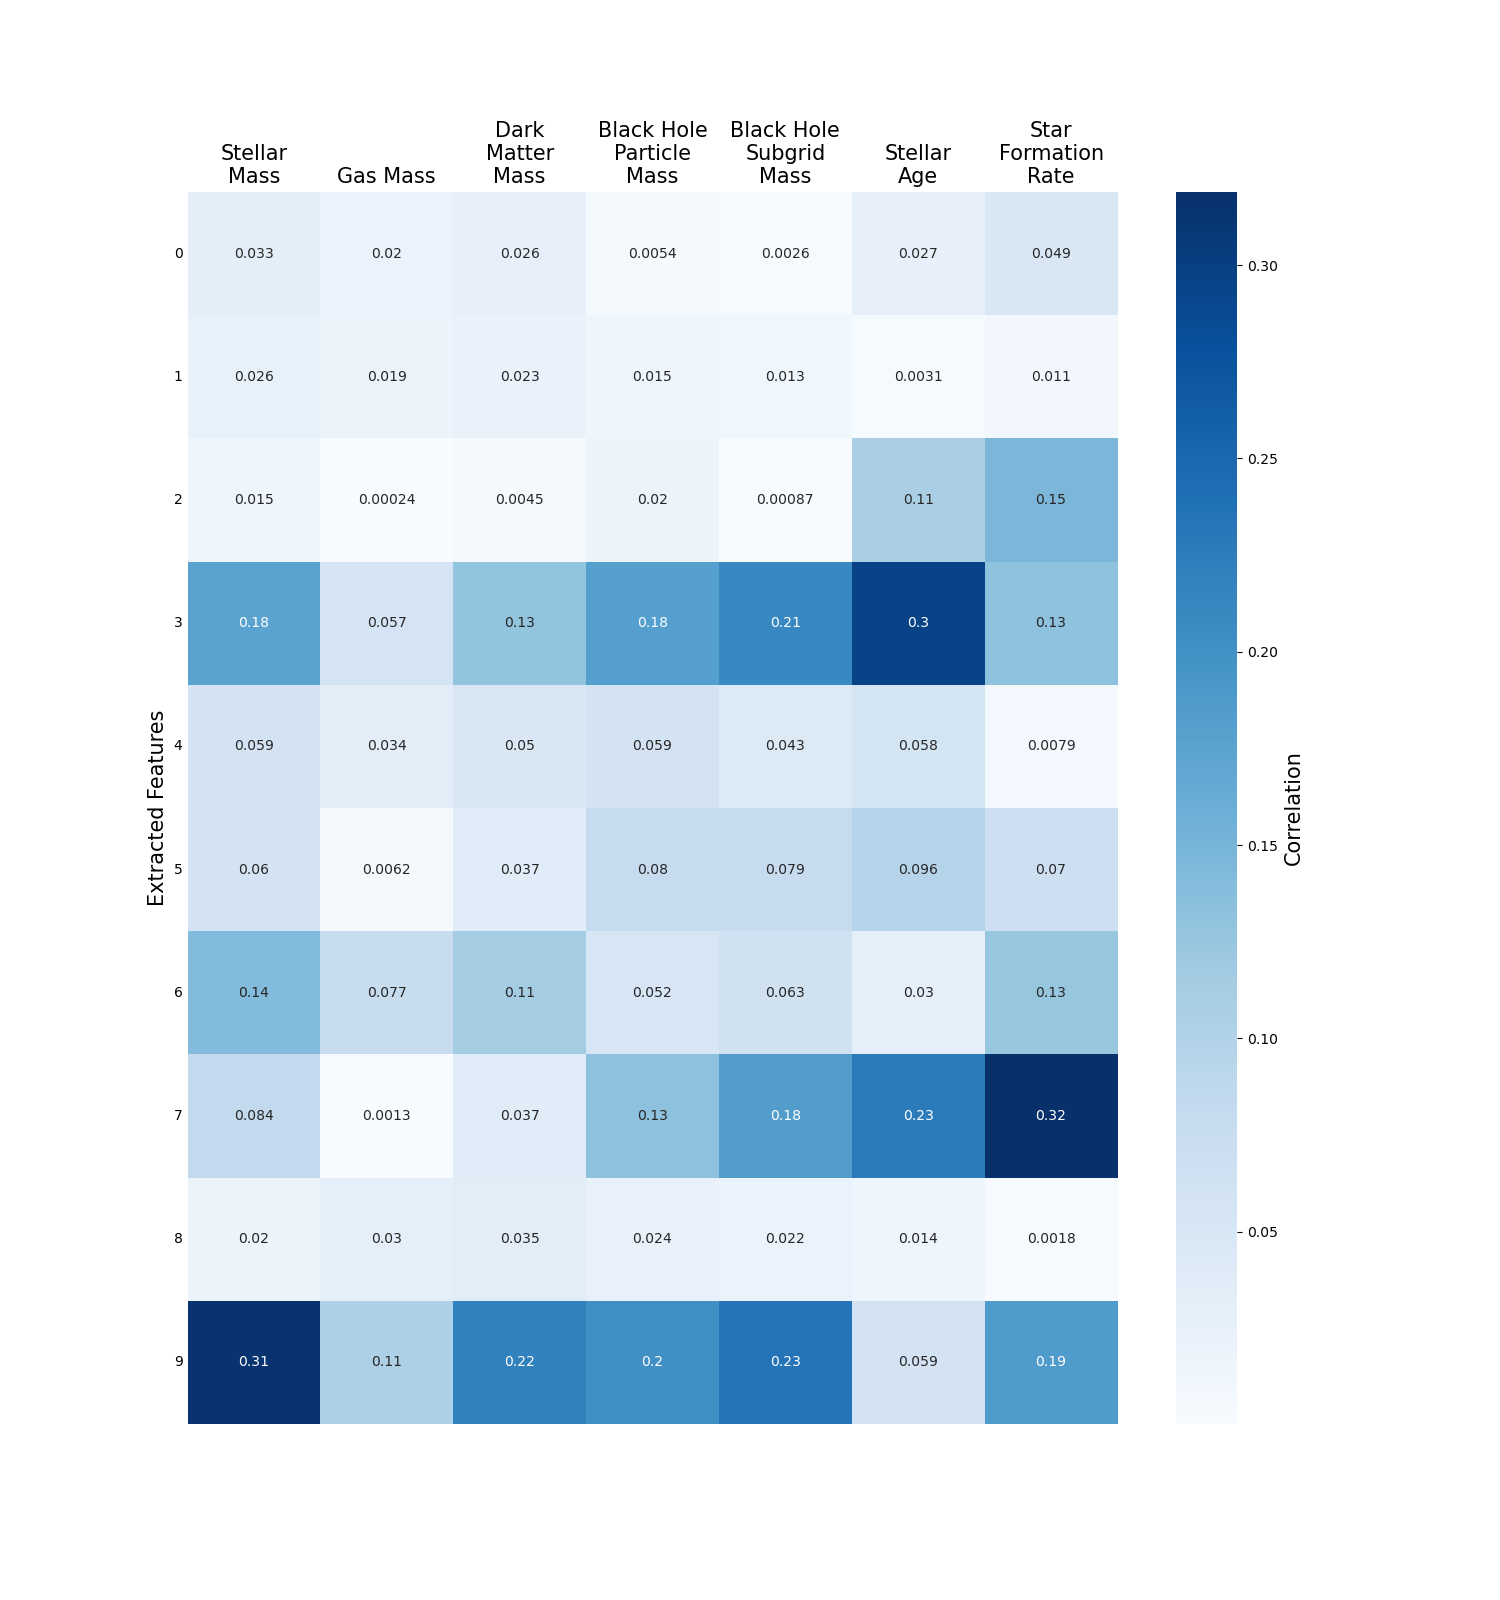 Dark Black Hole Black Hole Star
Stellar Matter Particle Subgrid Stellar Formation
Mass Gas Mass Mass Mass Mass Age Rate
0 0.033 0.02 0.026 0.0054 0.0026 0.027 0.049
1 0.026 0.019 0.023 0.015 0.013 0.0031 0.011
2 0.015 0.00024 0.0045 0.02 0.00087 0.11 0.15
3 0.18 0.057 0.13 0.18 0.21 0.3 0.13
4 0.059 0.034 0.05 0.059 0.043 0.058 0.0079
5 0.06 0.0062 0.037 0.08 0.079 0.096 0.07
6 0.14 0.077 0.11 0.052 0.063 0.03 0.13
7 0.084 0.0013 0.037 0.13 0.18 0.23 0.32
8 0.02 0.03 0.035 0.024 0.022 0.014 0.0018
9 0.31 0.11 0.22 0.2 0.23 0.059 0.19
Extracted Features
0.30
0.25
0.20
0.15
0.10
0.05
Correlation